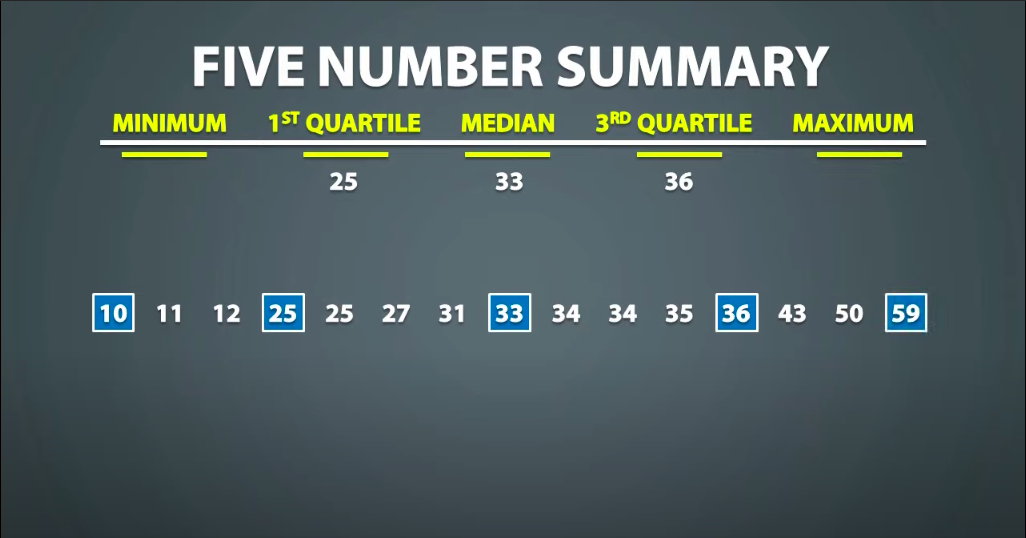 FIVE NUMBER SUMMARY
MINIMUM 1ST QUARTILE MEDIAN 3RD QUARTILE MAXIMUM
25 33 36
10 11 12 25 25 27 31 33 34 34 35 36 43 50 59